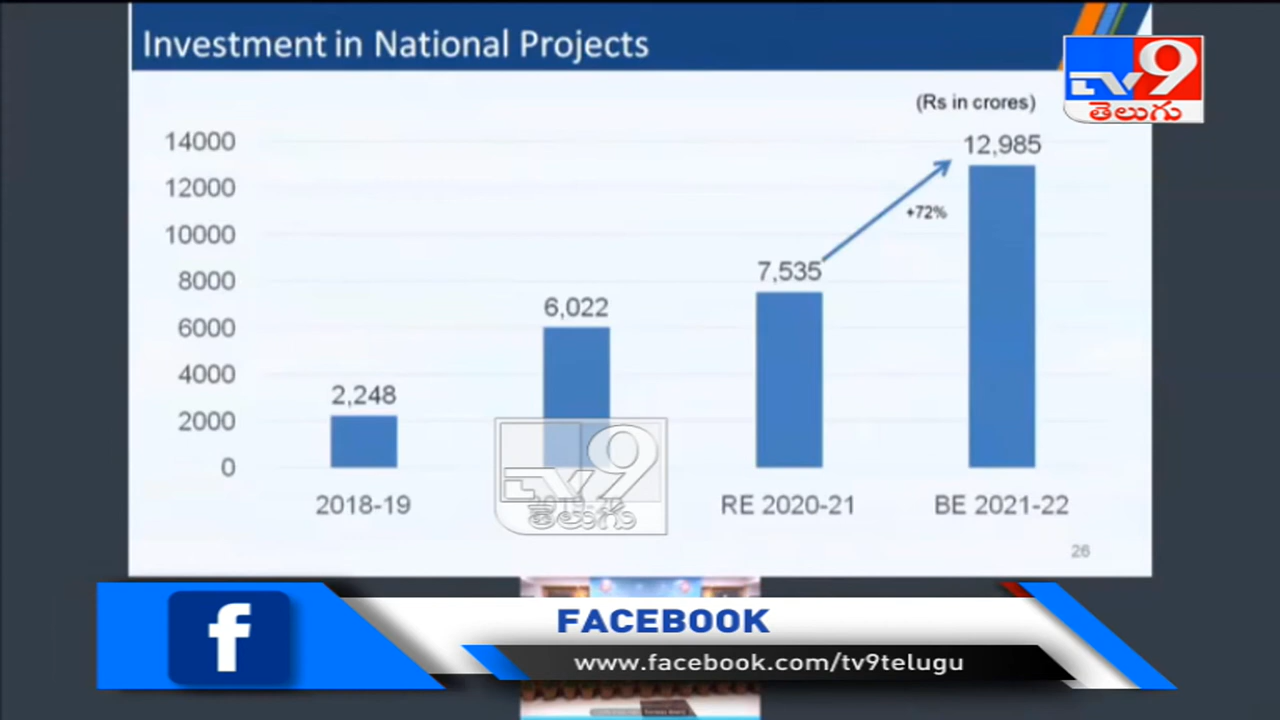 Investment in National Projects
TV9
తెలుగు
(Rs in crores)
14000
12000
10000
8000
6000
4000
2000
0
2,248
6,022
7,535
12,985
+72%
2018-19
RE 2020-21
BE 2021-22
TV9
తెలుగు
26
f
FACEBOOK
www.facebook.com/tv9telugu